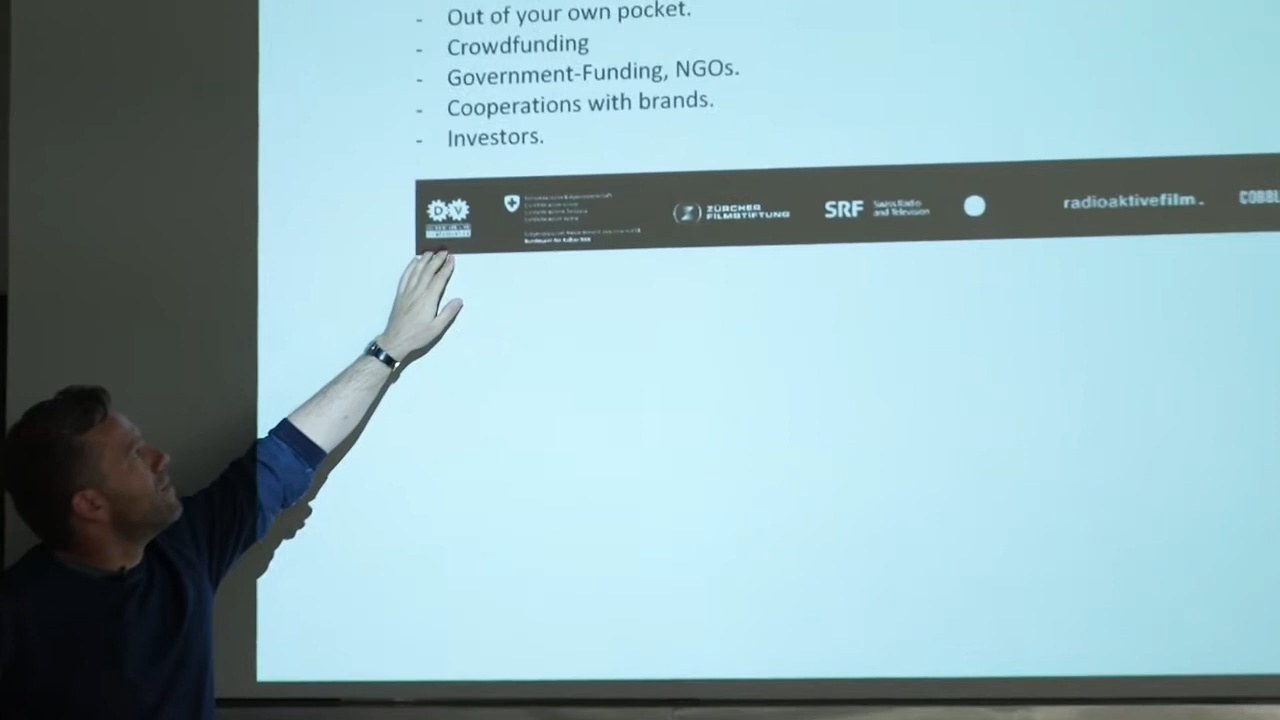 - Out of your own pocket.
- Crowdfunding
- Government-Funding, NGOs.
- Cooperations with brands.
- Investors.
ZÜRCHER
FILMSTIFTUNG
SRF Swiss Radio
and Television
radioaktivefilm.